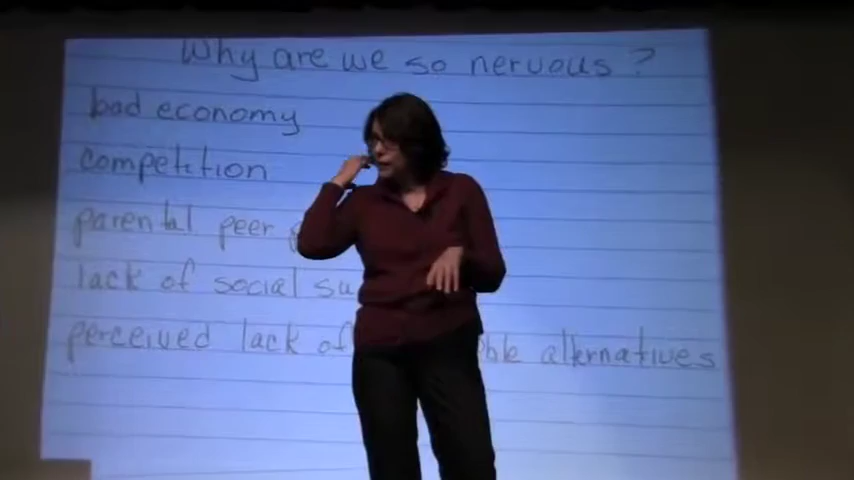 Why are we so nervous?
bad economy
competition
parental peer
lack of social
perceived lack of alternatives